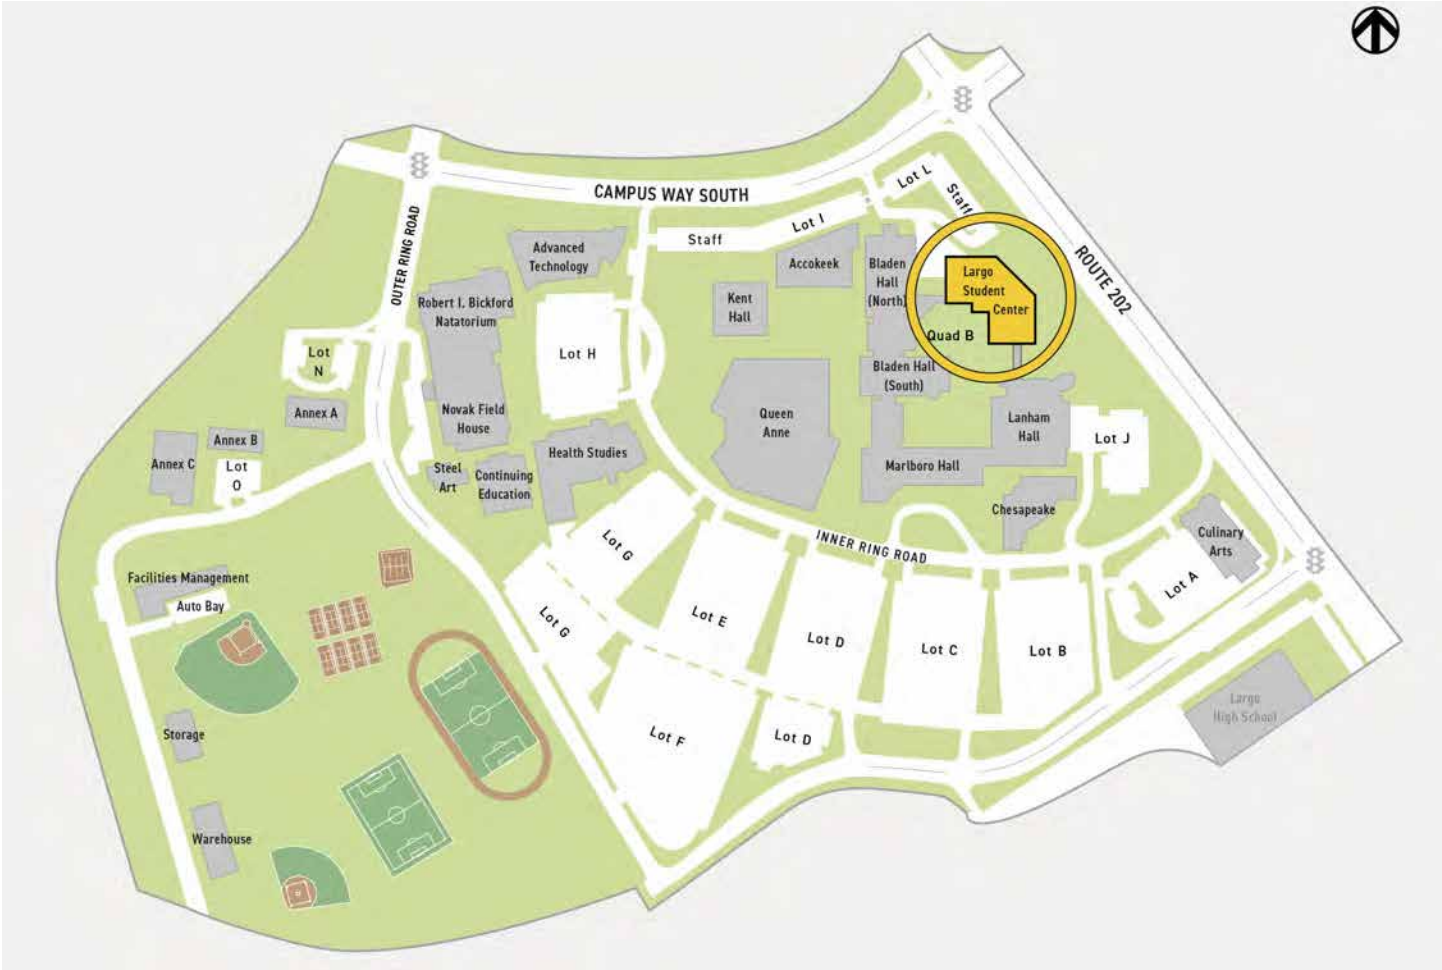 CAMPUS WAY SOUTH
OUTER RING ROAD
ROUTE 202
INNER RING ROAD
Lot L
Staff
Lot I
Staff
Advanced
Technology
Accokeek
Bladen
Hall
(North)
Largo
Student
Center
Quad B
Kent
Hall
Robert I. Bickford
Natatorium
Lot H
Lot
N
Bladen Hall
(South)
Annex A
Novak Field
House
Queen
Anne
Lanham
Hall
Lot J
Annex B
Annex C
Lot
O
Health Studies
Steel
Art
Continuing
Education
Marlboro Hall
Chesapeake
Culinary
Arts
Lot G
Lot A
Facilities Management
Auto Bay
Lot G
Lot E
Lot D
Lot C
Lot B
Largo
High School
Lot F
Lot D
Storage
Warehouse